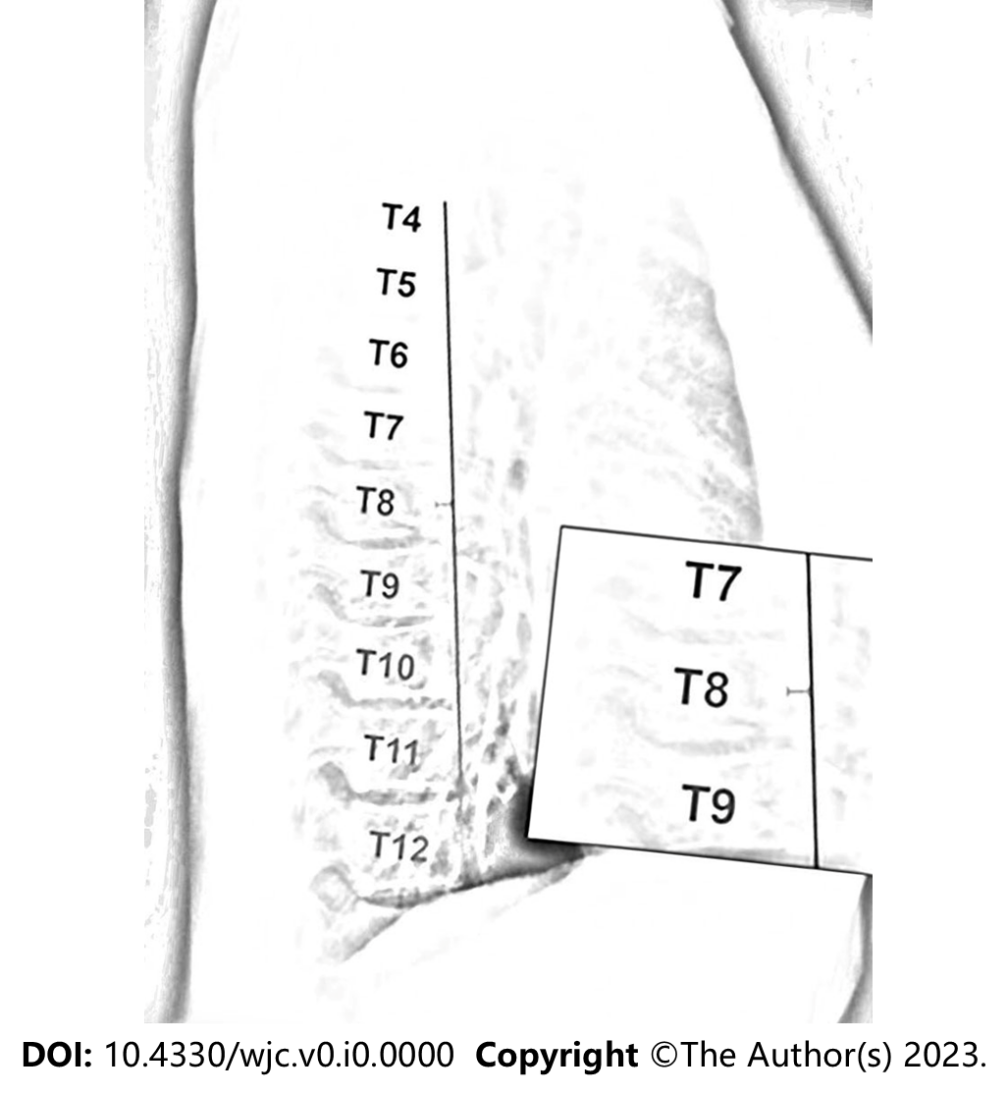 T4
T5
T6
T7
T8
T9
T10
T11
T12
T7
T8
T9
DOI: 10.4330/wjc.v0.i0.0000 Copyright ©The Author(s) 2023.